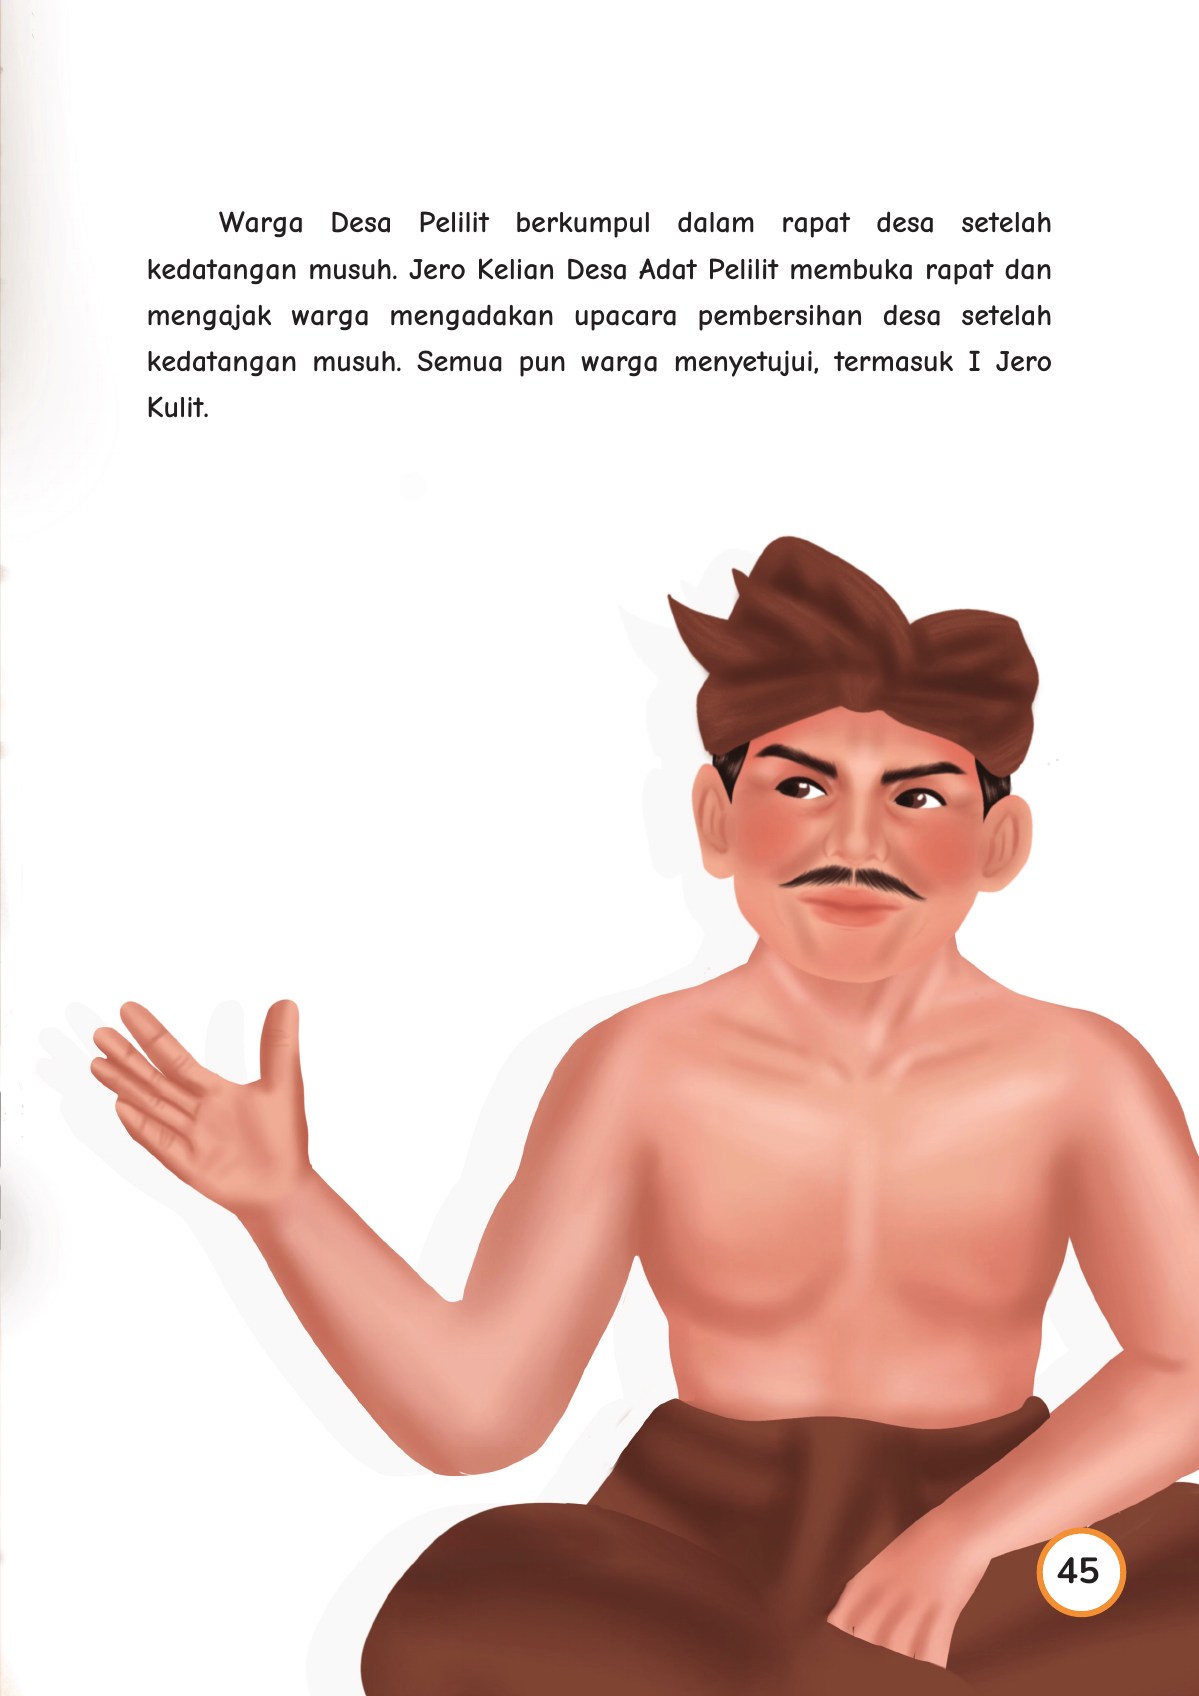 Warga Desa Pelilit berkumpul dalam rapat desa setelah
kedatangan musuh. Jero Kelian Desa Adat Pelilit membuka rapat dan
mengajak warga mengadakan upacara pembersihan desa setelah
kedatangan musuh. Semua pun warga menyetujui, termasuk I Jero
Kulit.
45